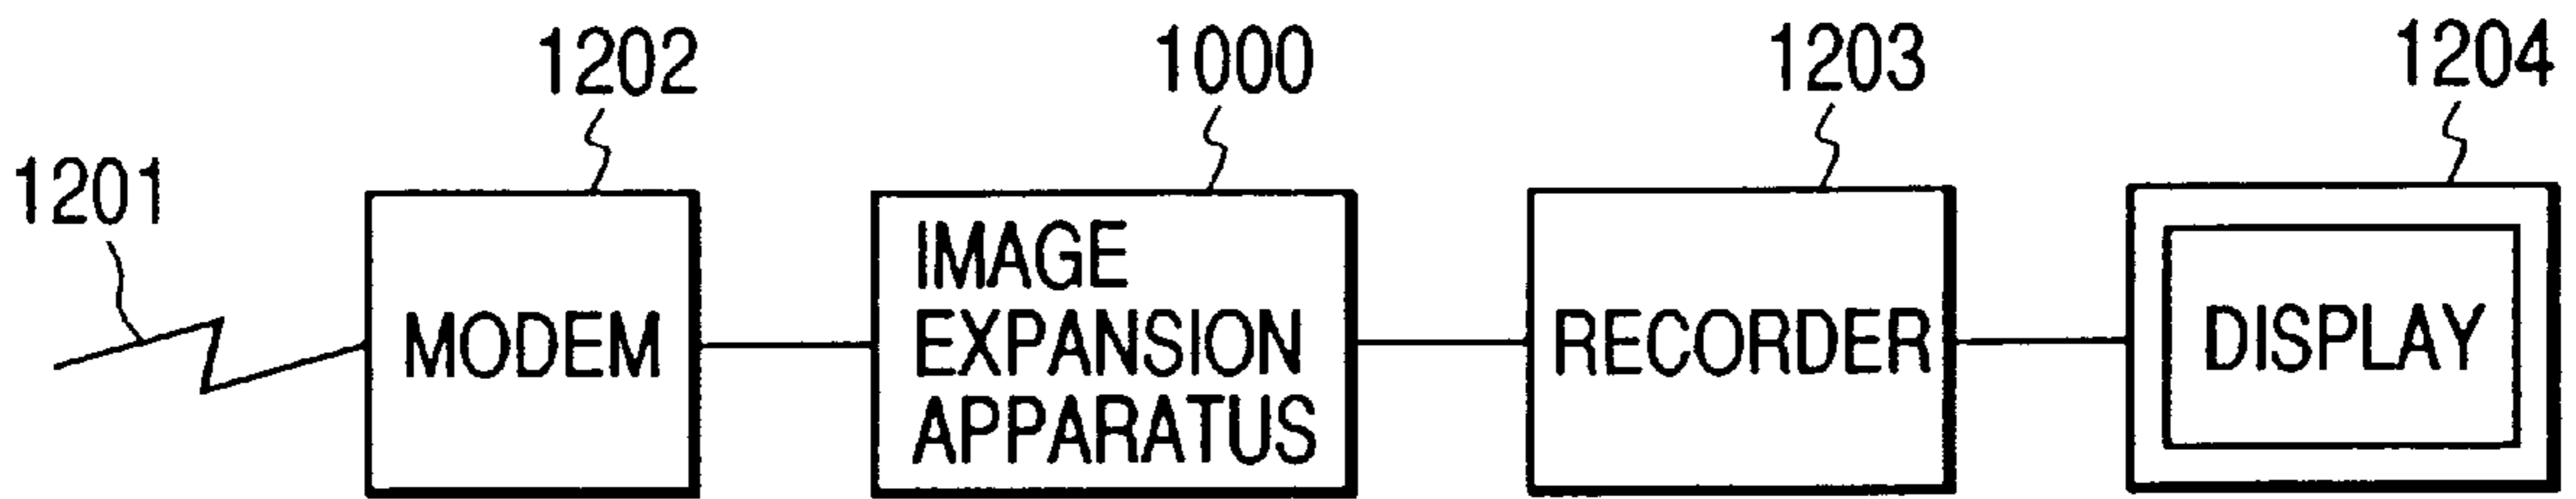 1201
1202
1000
1203
1204
MODEM
IMAGE
EXPANSION
APPARATUS
RECORDER
DISPLAY